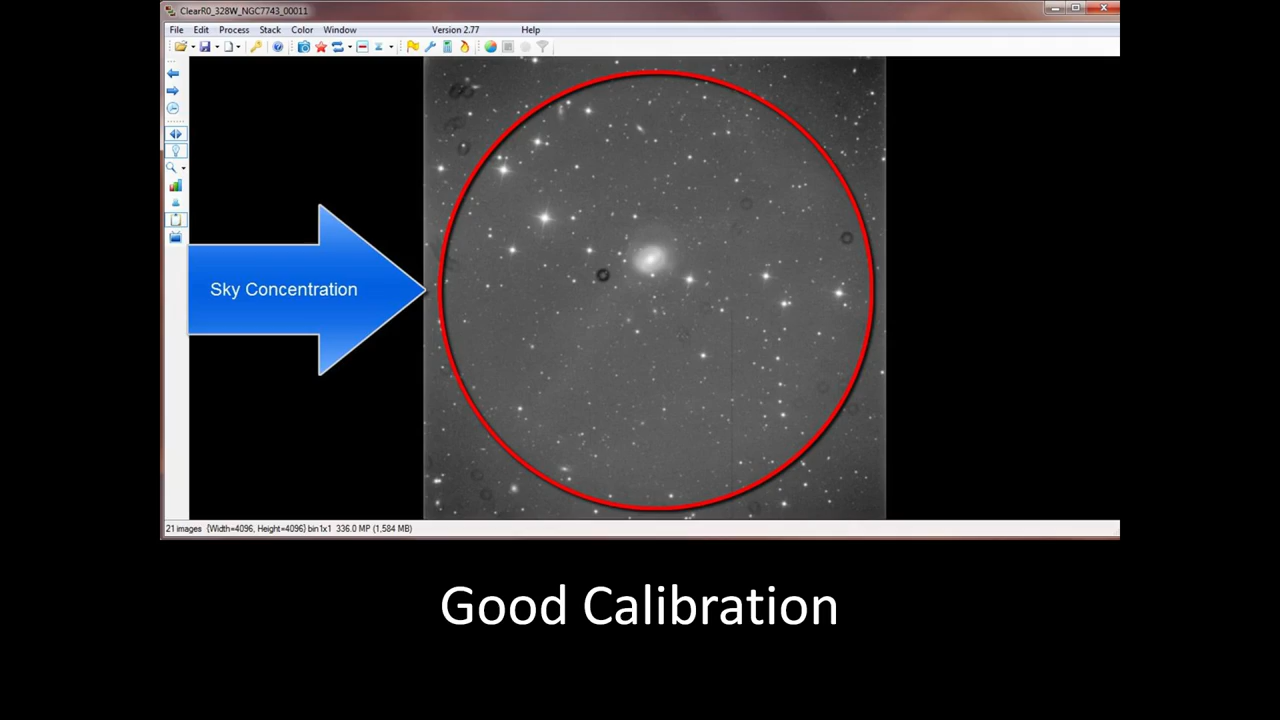 ClearR0_328W_NGC7743_00011
File Edit Process Stack Color Window Version 2.77 Help
Sky Concentration
21 images {Width=4096, Height=4096} bin1x1 336.0 MP (1,584 MB)
Good Calibration